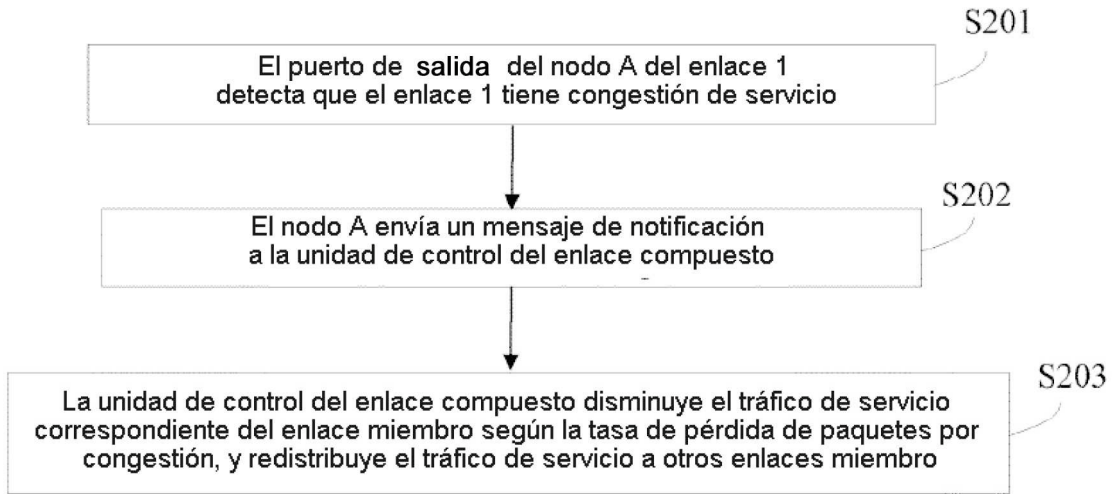 S201
El puerto de salida del nodo A del enlace 1
detecta que el enlace 1 tiene congestión de servicio
S202
El nodo A envía un mensaje de notificación
a la unidad de control del enlace compuesto
S203
La unidad de control del enlace compuesto disminuye el tráfico de servicio
correspondiente del enlace miembro según la tasa de pérdida de paquetes por
congestión, y redistribuye el tráfico de servicio a otros enlaces miembro